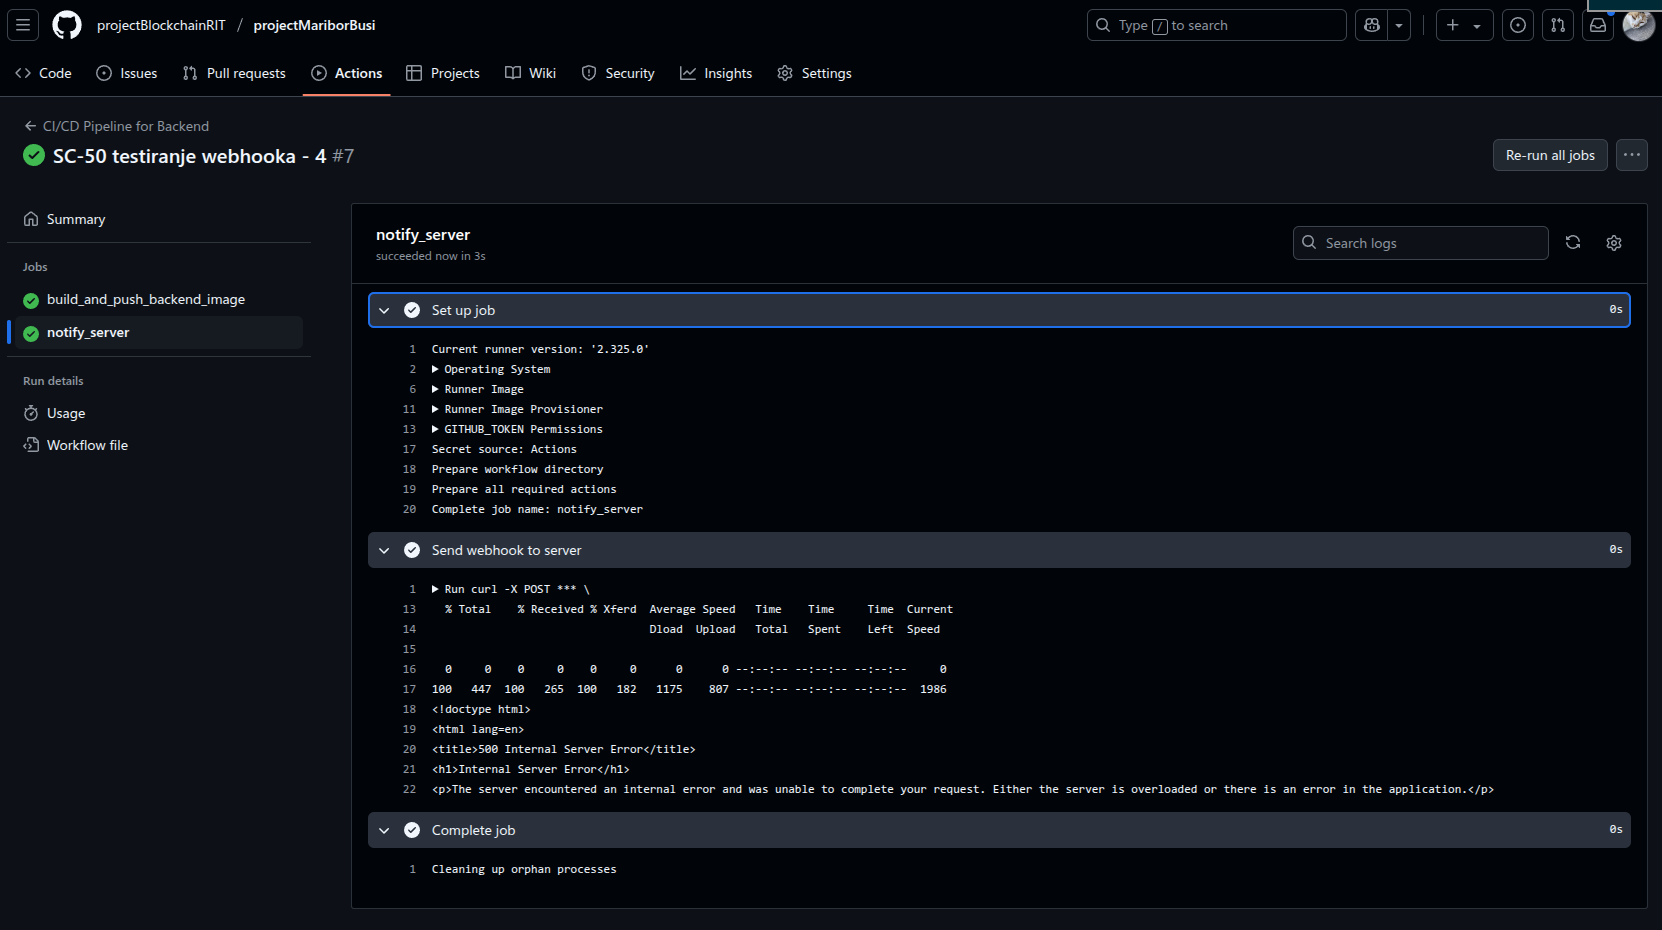 projectBlockchainRIT / projectMariborBusi
Type / to search
Code Issues Pull requests Actions Projects Wiki Security Insights Settings
CI/CD Pipeline for Backend
SC-50 testiranje webhooka - 4 #7
Re-run all jobs
Summary
Jobs
build_and_push_backend_image
notify_server
Run details
Usage
Workflow file
notify_server
succeeded now in 3s
Search logs
Set up job 0s
1 Current runner version: '2.325.0'
2 Operating System
6 Runner Image
11 Runner Image Provisioner
13 GITHUB_TOKEN Permissions
17 Secret source: Actions
18 Prepare workflow directory
19 Prepare all required actions
20 Complete job name: notify_server
Send webhook to server 0s
1 Run curl -X POST *** \
13 % Total % Received % Xferd Average Speed Time Time Time Current
14 Dload Upload Total Spent Left Speed
15
16 0 0 0 0 0 0 0 0 --:--:-- --:--:-- --:--:-- 0
17 100 447 100 265 100 182 1175 807 --:--:-- --:--:-- --:--:-- 1986
18 <!doctype html>
19 <html lang=en>
20 <title>500 Internal Server Error</title>
21 <h1>Internal Server Error</h1>
22 <p>The server encountered an internal error and was unable to complete your request. Either the server is overloaded or there is an error in the application.</p>
Complete job 0s
1 Cleaning up orphan processes